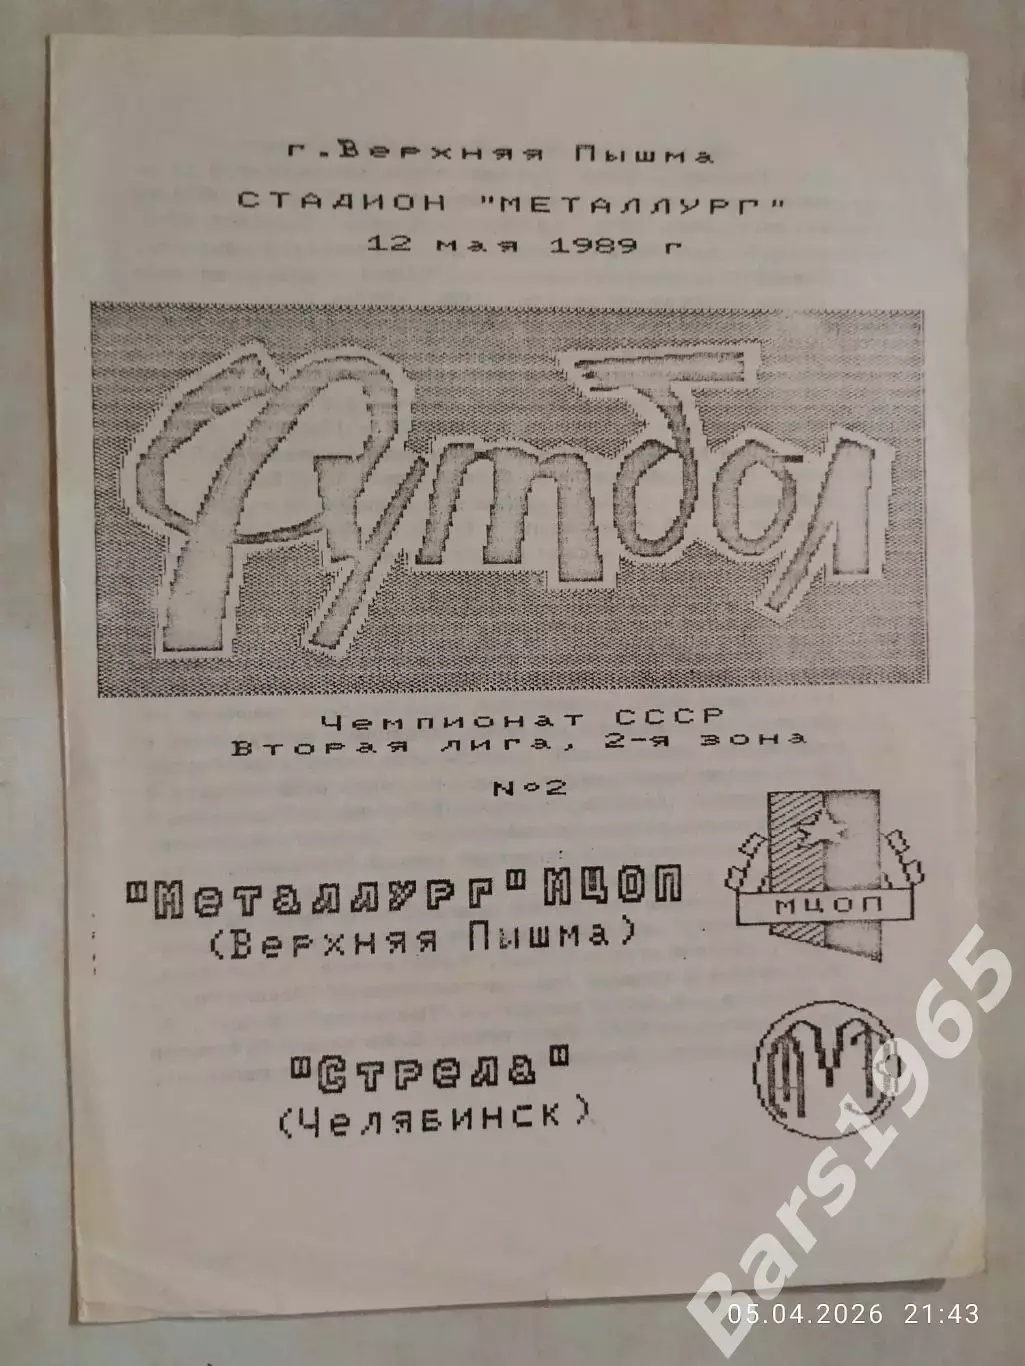 г. Верхняя Пышма
СТАДИОН "МЕТАЛЛУРГ"
12 мая 1989 г
Футбол
Чемпионат СССР
Вторая лига, 2-я зона
№2
"Металлург" МЦОП
(Верхняя Пышма)
МЦОП
"Стрела"
(Челябинск)
Bars1965
05.04.2026 21:43